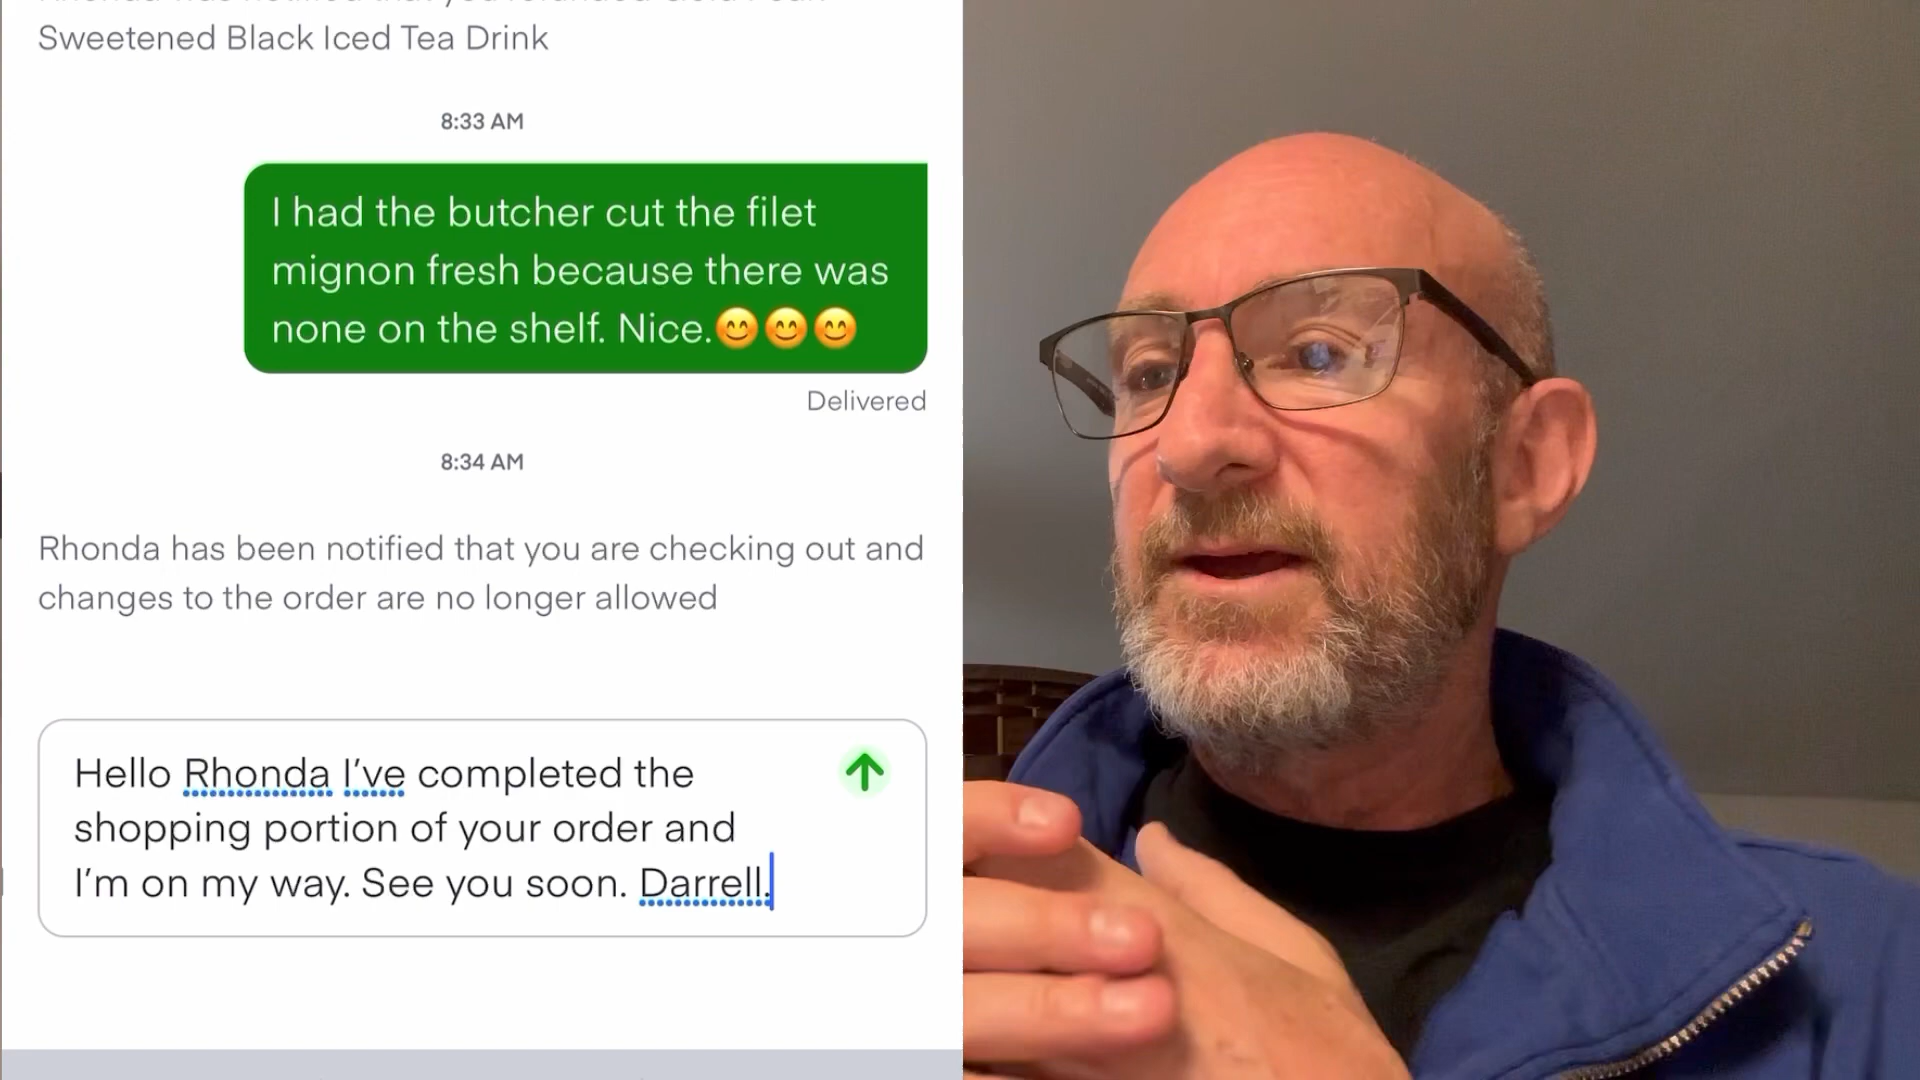 Sweetened Black Iced Tea Drink
8:33 AM
I had the butcher cut the filet
mignon fresh because there was
none on the shelf. Nice.😊😊😊
Delivered
8:34 AM
Rhonda has been notified that you are checking out and
changes to the order are no longer allowed
Hello Rhonda I've completed the
shopping portion of your order and
I'm on my way. See you soon. Darrell.